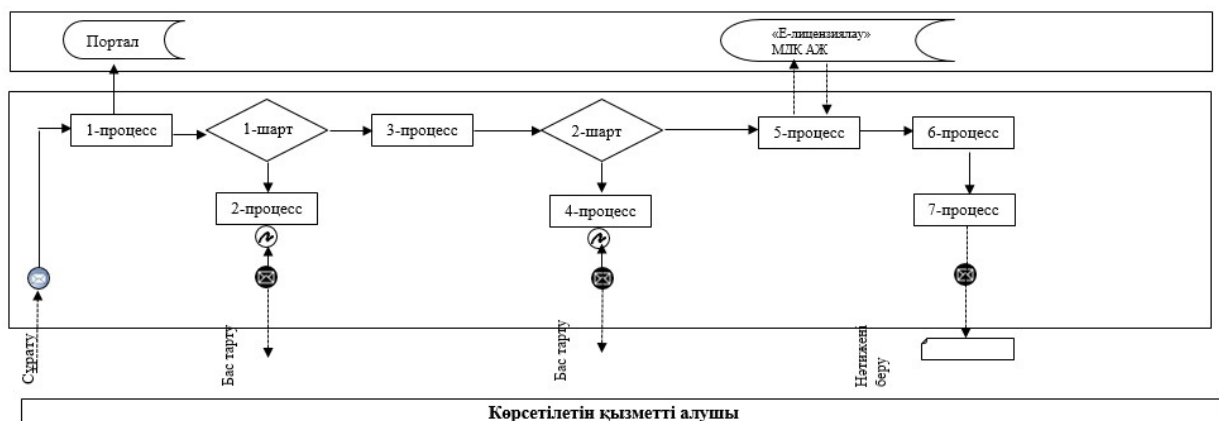 Портал
«Е-лицензиялау»
МДК АЖ
1-процесс
1-шарт
3-процесс
2-шарт
5-процесс
6-процесс
2-процесс
4-процесс
7-процесс
Сұрату
Бас тарту
Бас тарту
Нәтижені
беру
Көрсетілетін қызметті алушы